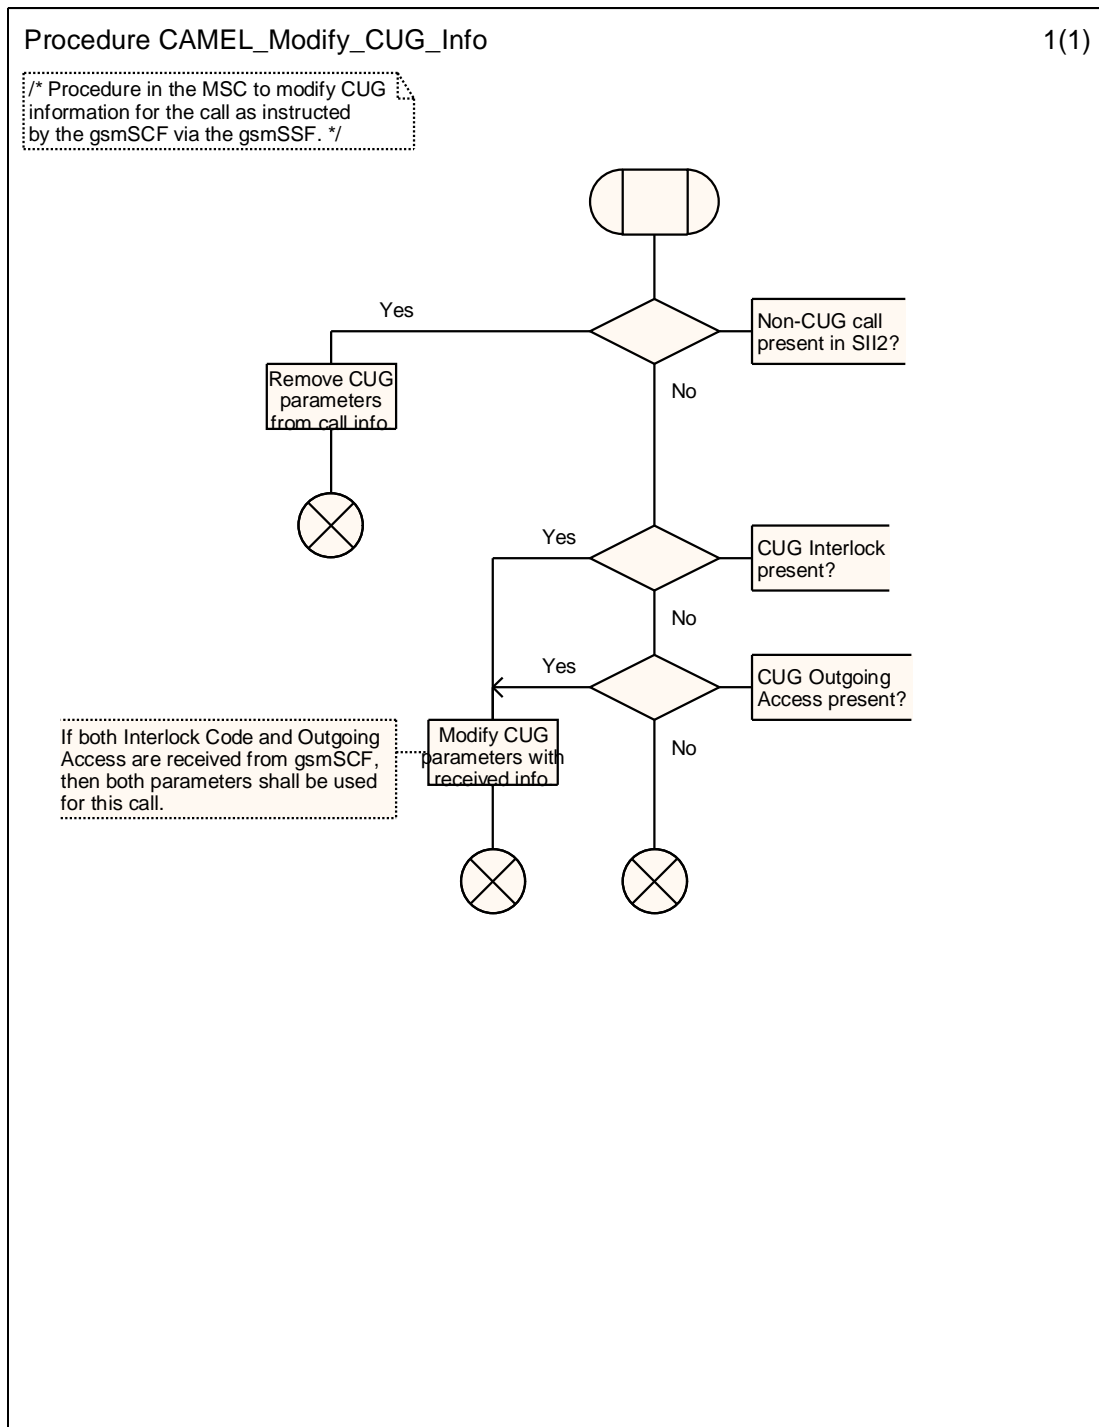 Procedure CAMEL_Modify_CUG_Info
1(1)
/* Procedure in the MSC to modify CUG
information for the call as instructed
by the gsmSCF via the gsmSSF. */
Yes
Non-CUG call
present in SII2?
Remove CUG
parameters
from call info
No
Yes
CUG Interlock
present?
No
Yes
CUG Outgoing
Access present?
If both Interlock Code and Outgoing
Access are received from gsmSCF,
then both parameters shall be used
for this call.
Modify CUG
parameters with
received info
No